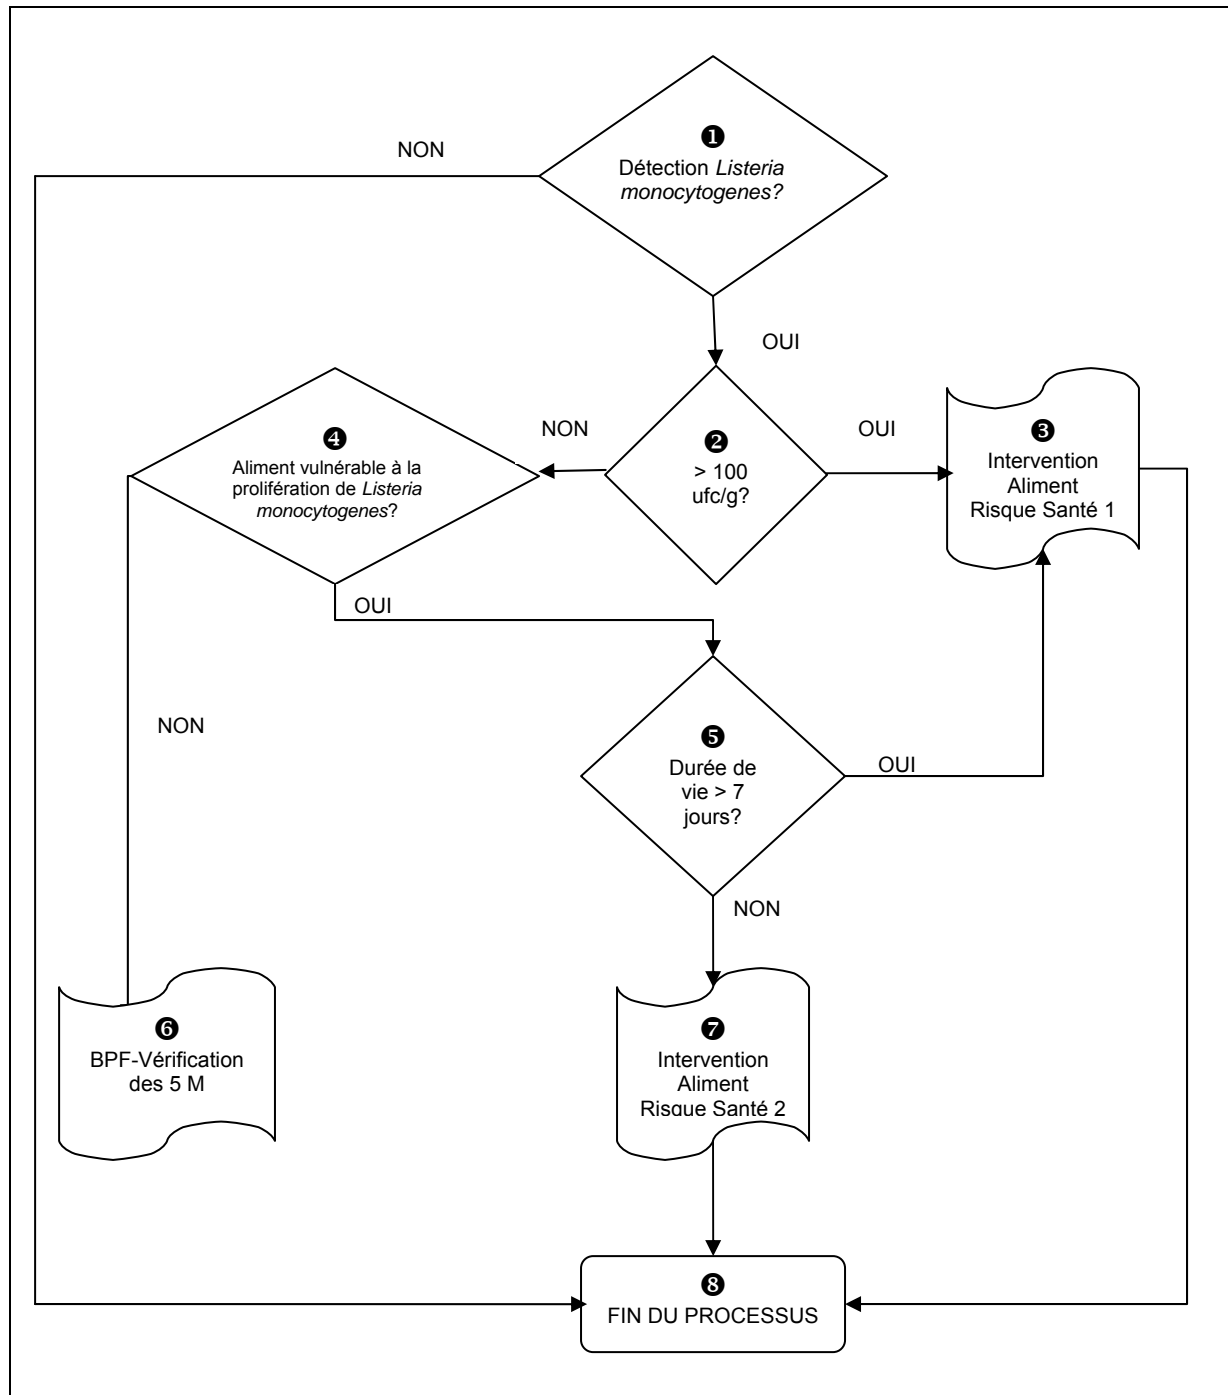 ❶
Détection Listeria
monocytogenes?
NON
OUI
❷
> 100
ufc/g?
NON
OUI
❸
Intervention
Aliment
Risque Santé 1
❹
Aliment vulnérable à la
prolifération de Listeria
monocytogenes?
OUI
NON
❺
Durée de
vie > 7
jours?
OUI
NON
❻
BPF-Vérification
des 5 M
❼
Intervention
Aliment
Risque Santé 2
❽
FIN DU PROCESSUS